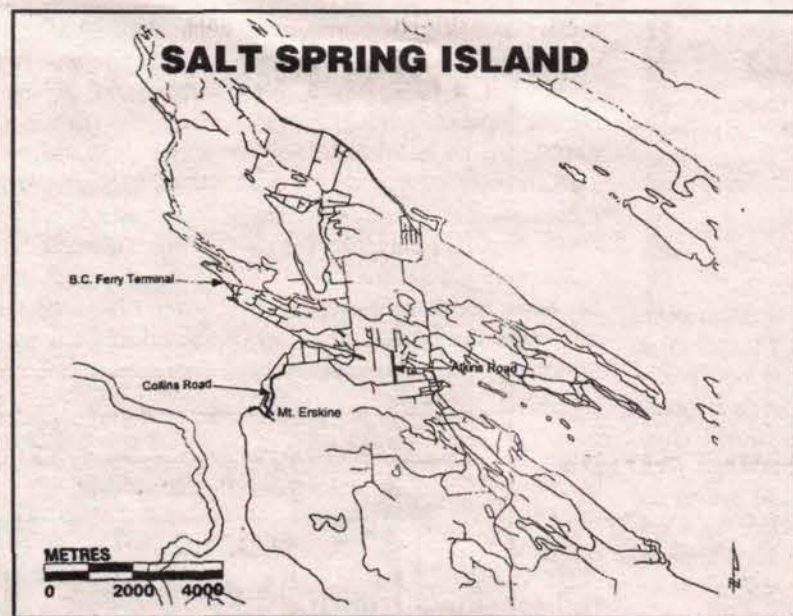 SALT SPRING ISLAND
B.C. Ferry Terminal
Atkins Road
Collins Road
Mt. Erskine
METRES
0 2000 4000